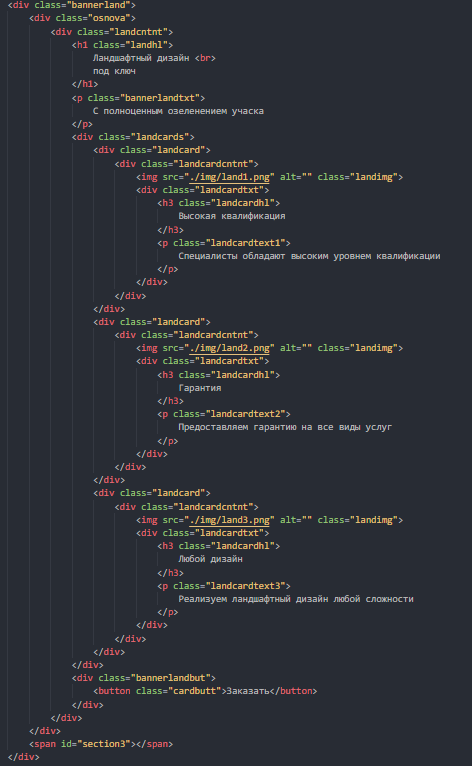 <div class="bannerland">
<div class="osnova">
<div class="landcntnt">
<h1 class="landhl">
Ландшафтный дизайн <br>
под ключ
</h1>
<p class="bannerlandtxt">
С полноценным озеленением учаска
</p>
<div class="landcards">
<div class="landcard">
<div class="landcardcntnt">
<img src="./img/land1.png" alt="" class="landimg">
<div class="landcardtxt">
<h3 class="landcardhl">
Высокая квалификация
</h3>
<p class="landcardtext1">
Специалисты обладают высоким уровнем квалификации
</p>
</div>
</div>
</div>
<div class="landcard">
<div class="landcardcntnt">
<img src="./img/land2.png" alt="" class="landimg">
<div class="landcardtxt">
<h3 class="landcardhl">
Гарантия
</h3>
<p class="landcardtext2">
Предоставляем гарантию на все виды услуг
</p>
</div>
</div>
</div>
<div class="landcard">
<div class="landcardcntnt">
<img src="./img/land3.png" alt="" class="landimg">
<div class="landcardtxt">
<h3 class="landcardhl">
Любой дизайн
</h3>
<p class="landcardtext3">
Реализуем ландшафтный дизайн любой сложности
</p>
</div>
</div>
</div>
</div>
<div class="bannerlandbut">
<button class="cardbutt">Заказать</button>
</div>
</div>
</div>
<span id="section3"></span>
</div>